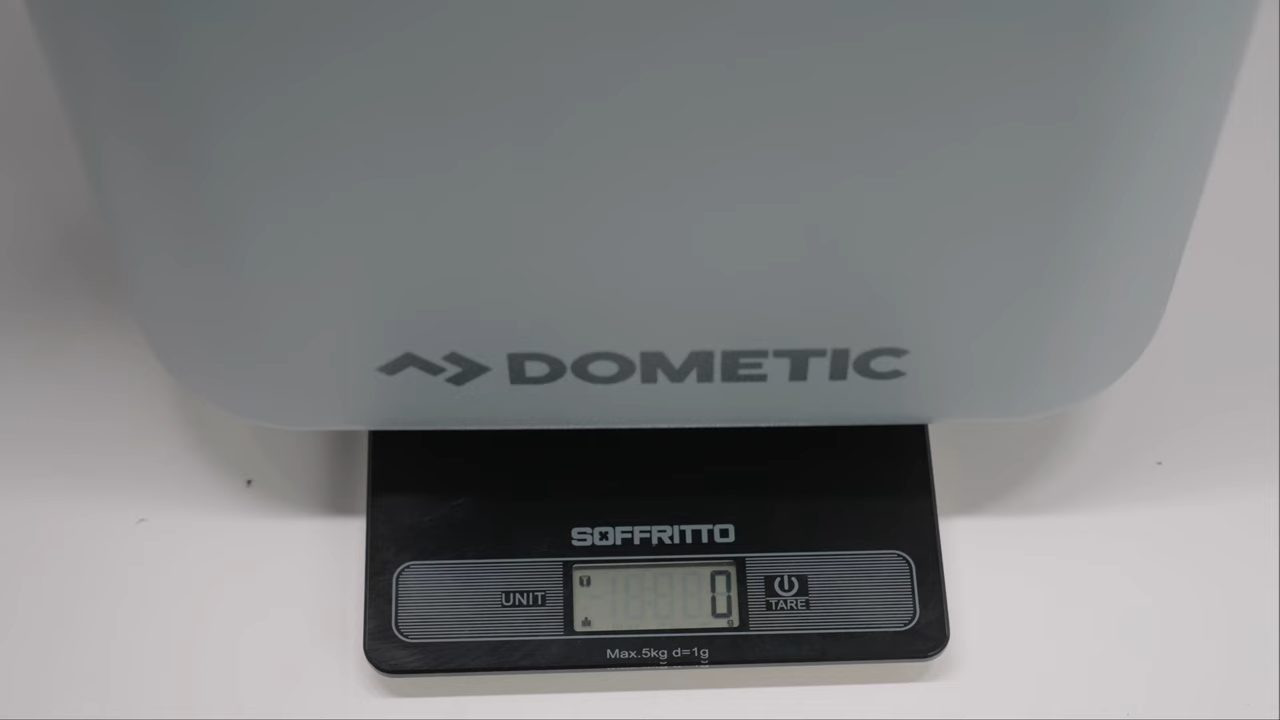 DOMETIC
SOFFRITTO
UNIT
T
0
g
TARE
Max.5kg d=1g